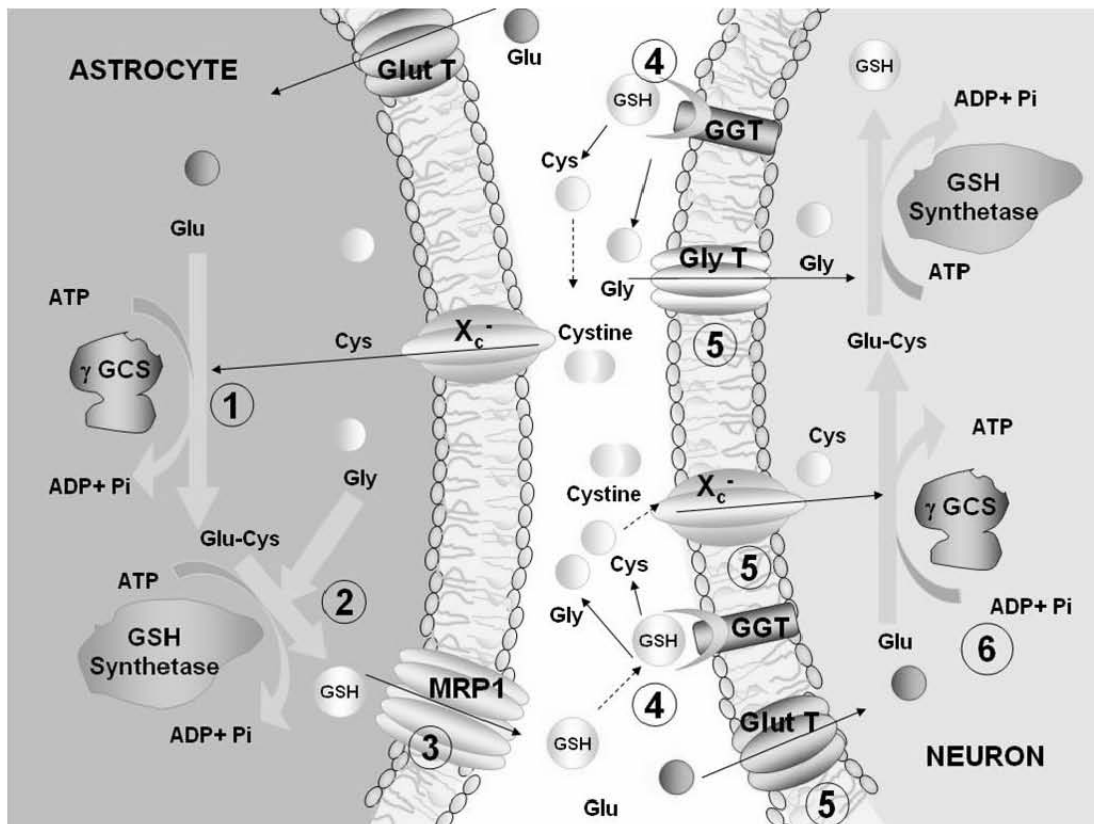 ASTROCYTE
Glut T
Glu
Glu
ATP
γ GCS
1
ADP+ Pi
Cys
X c -
Gly
Glu-Cys
ATP
2
GSH
Synthetase
GSH
ADP+ Pi
MRP1
3
GSH
4
GSH
GGT
Cys
Gly
Gly T
Gly
5
Cystine
Cystine
X c -
Cys
5
Cys
Gly
GSH
GGT
4
Glu
Glut T
5
GSH
ADP+ Pi
GSH
Synthetase
ATP
Glu-Cys
ATP
γ GCS
ADP+ Pi
Glu
6
NEURON